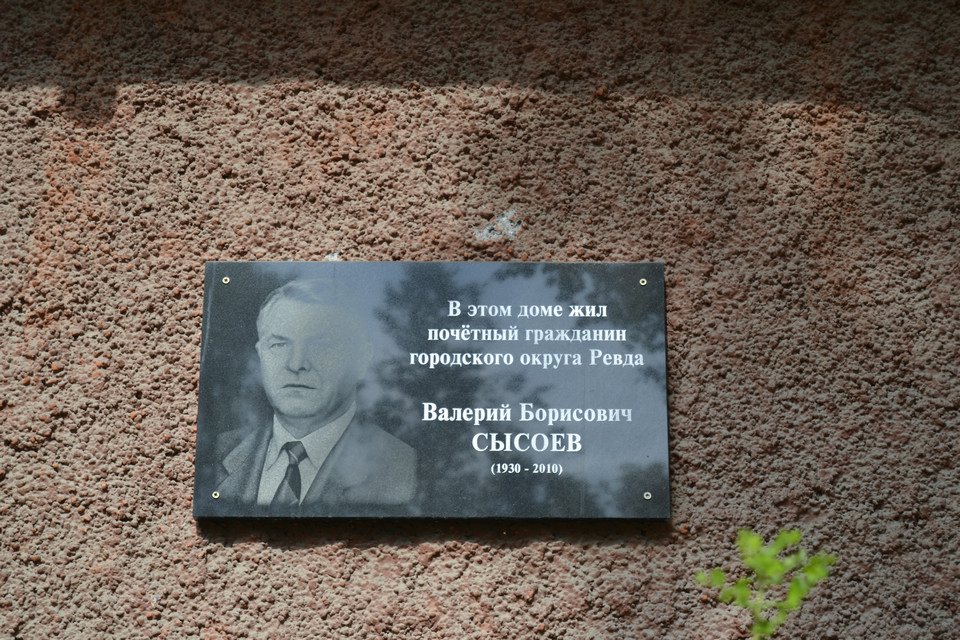 В этом доме жил
почётный гражданин
городского округа Ревда
Валерий Борисович
СЫСОЕВ
(1930 - 2010)